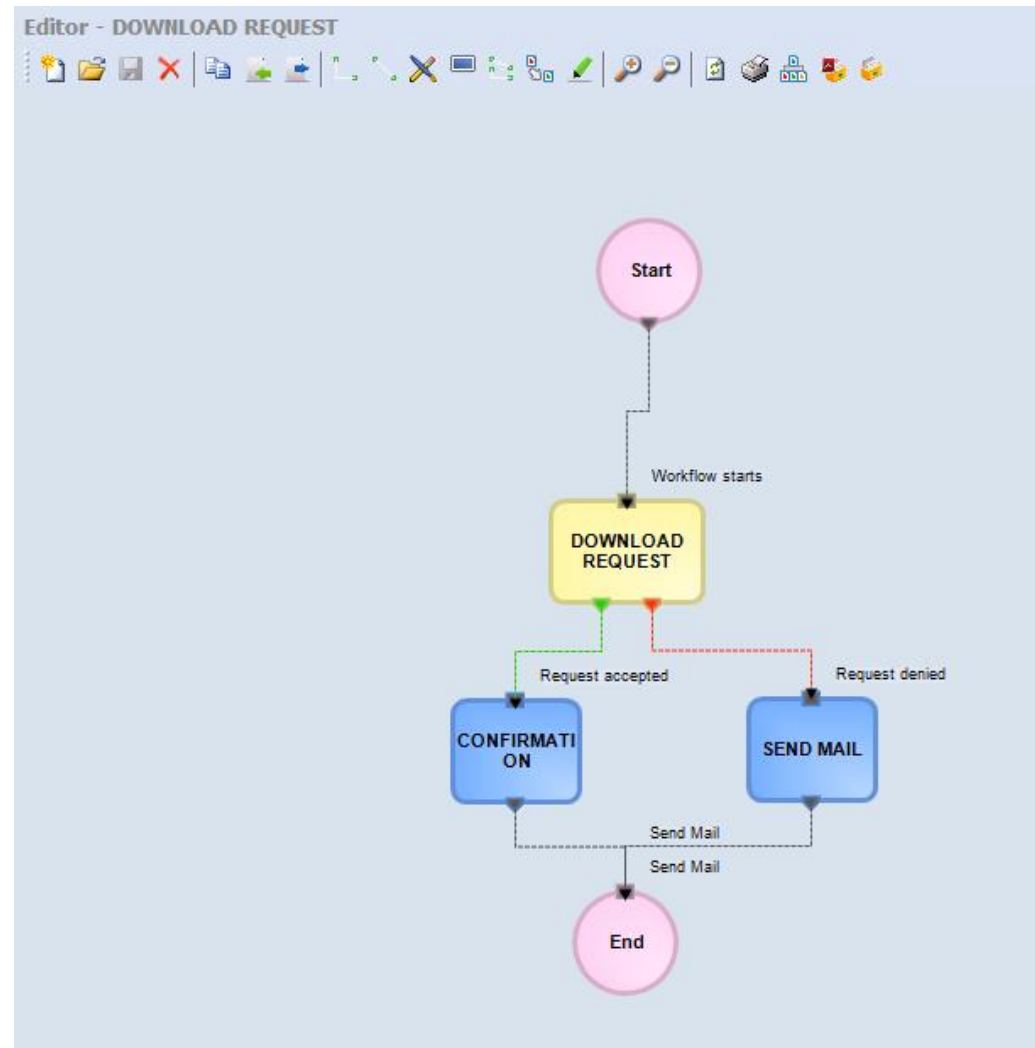 Editor - DOWNLOAD REQUEST
Start
Workflow starts
DOWNLOAD
REQUEST
Request accepted
Request denied
CONFIRMATI
ON
SEND MAIL
Send Mail
Send Mail
End